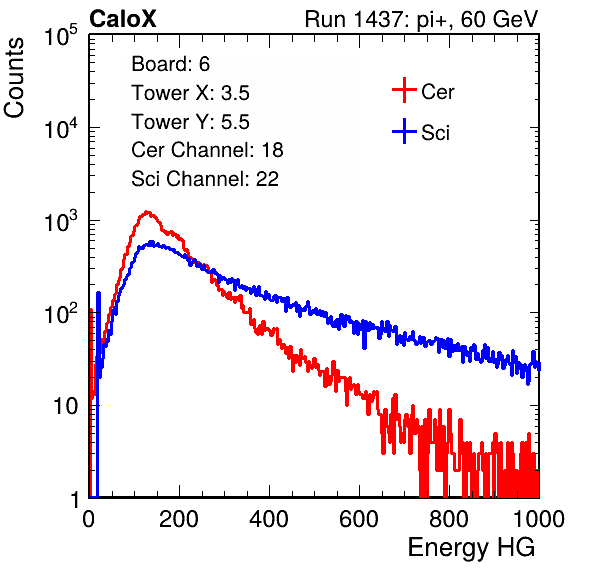 CaloX Run 1437: pi+, 60 GeV
Counts
Board: 6
Tower X: 3.5
Tower Y: 5.5
Cer Channel: 18
Sci Channel: 22
Cer
Sci
10^5
10^4
10^3
10^2
10
1
0 200 400 600 800 1000
Energy HG